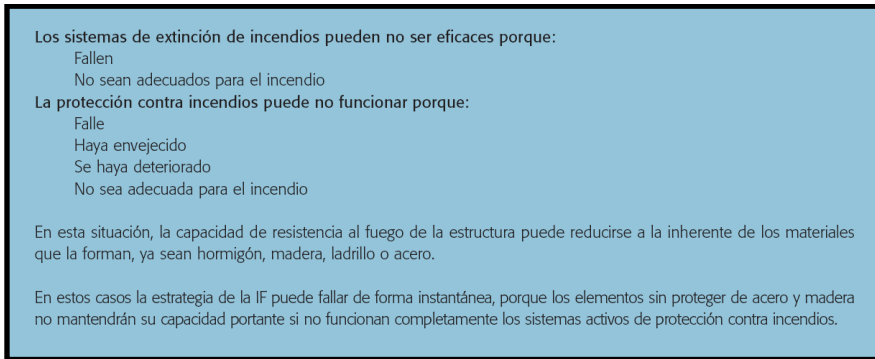 Los sistemas de extinción de incendios pueden no ser eficaces porque:
Fallen
No sean adecuados para el incendio
La protección contra incendios puede no funcionar porque:
Falle
Haya envejecido
Se haya deteriorado
No sea adecuada para el incendio
En esta situación, la capacidad de resistencia al fuego de la estructura puede reducirse a la inherente de los materiales
que la forman, ya sean hormigón, madera, ladrillo o acero.
En estos casos la estrategia de la IF puede fallar de forma instantánea, porque los elementos sin proteger de acero y madera
no mantendrán su capacidad portante si no funcionan completamente los sistemas activos de protección contra incendios.